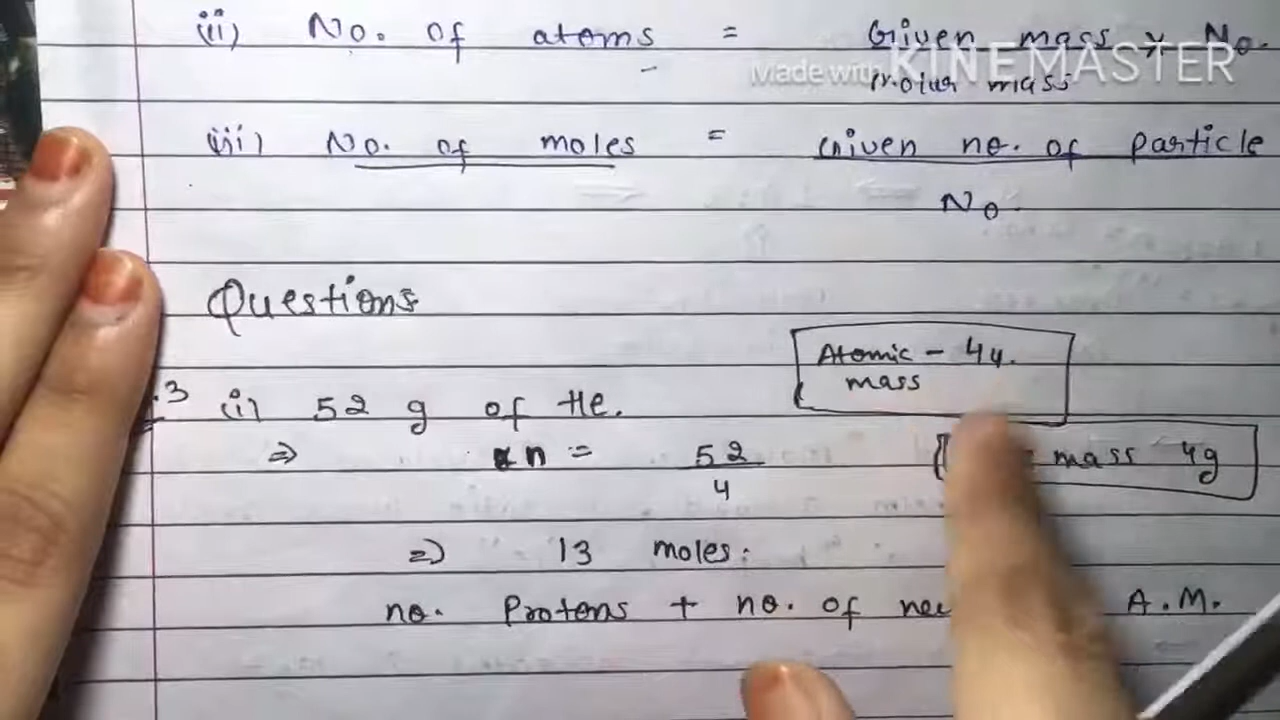 (ii) No. of atoms = Given mass x No.
Molar mass
Made with KINEMASTER
(iii) No. of moles = Given no. of particle
No
Questions
3 (i) 52 g of He.
Atomic - 4u.
mass
⇒ n = 52
4
mass 4g
⇒ 13 moles.
no. Protons + no. of A.M.